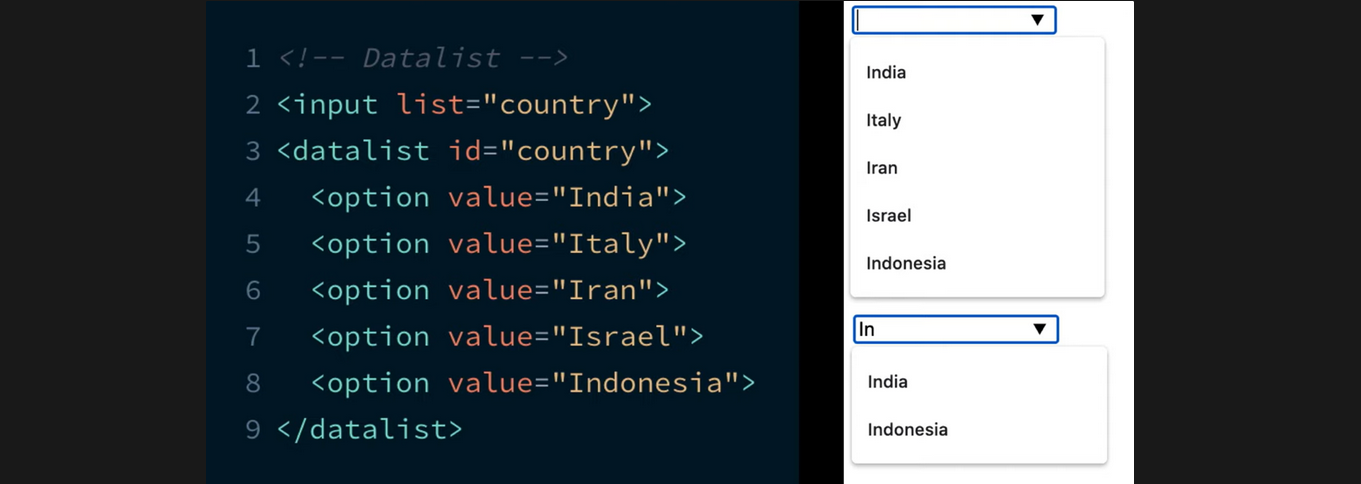 1 <!-- Datalist -->
2 <input list="country">
3 <datalist id="country">
4 <option value="India">
5 <option value="Italy">
6 <option value="Iran">
7 <option value="Israel">
8 <option value="Indonesia">
9 </datalist>
India
Italy
Iran
Israel
Indonesia
In
India
Indonesia